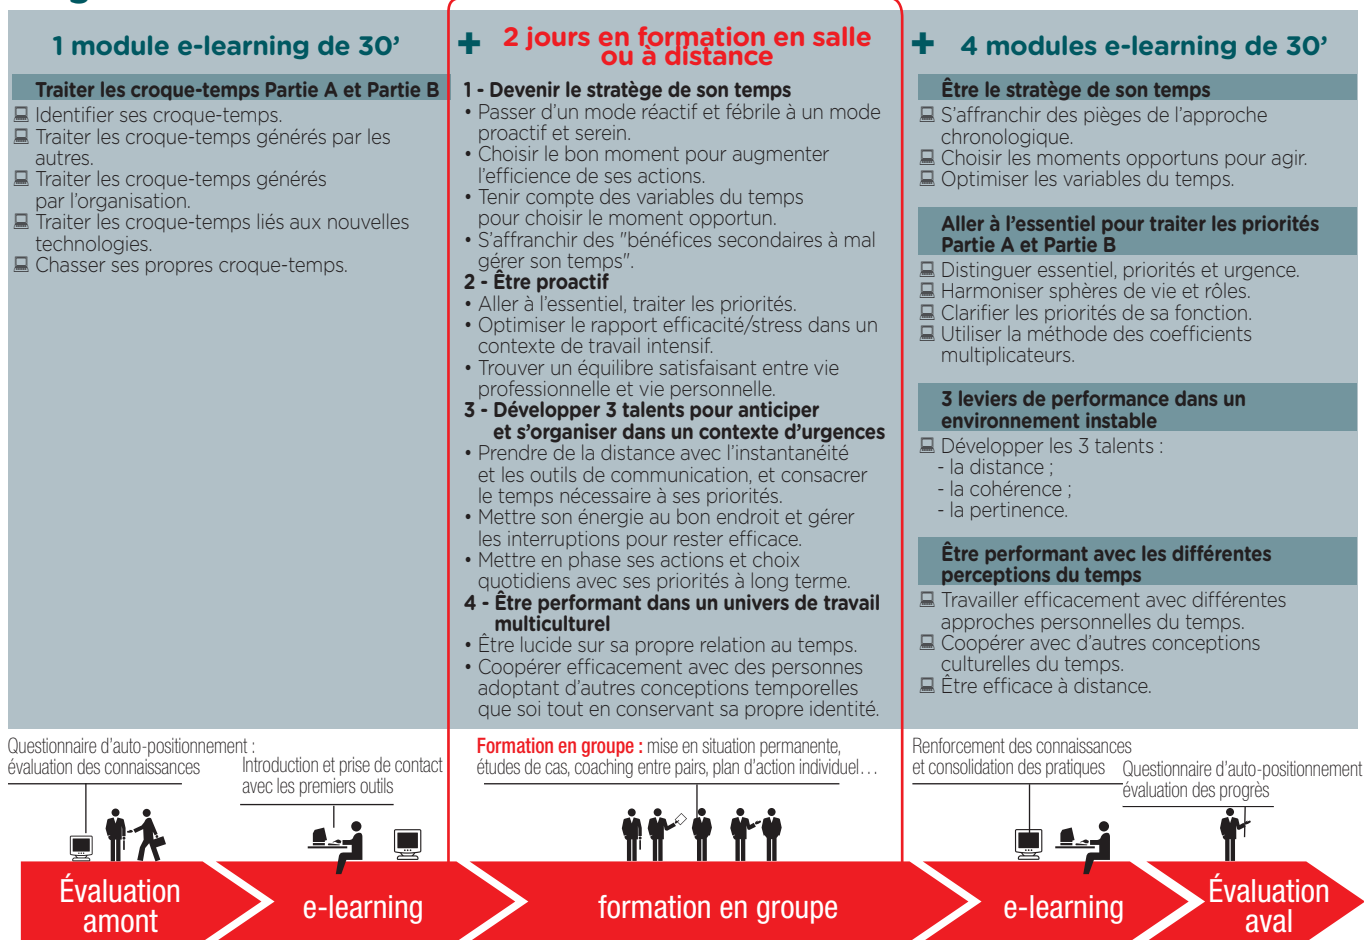 1 module e-learning de 30’
Traiter les croque-temps Partie A et Partie B
Identifier ses croque-temps.
Traiter les croque-temps générés par les
autres.
Traiter les croque-temps générés
par l’organisation.
Traiter les croque-temps liés aux nouvelles
technologies.
Chasser ses propres croque-temps.
+ 2 jours en formation en salle
ou à distance
1 - Devenir le stratège de son temps
• Passer d’un mode réactif et fébrile à un mode
proactif et serein.
• Choisir le bon moment pour augmenter
l’efficience de ses actions.
• Tenir compte des variables du temps
pour choisir le moment opportun.
• S’affranchir des "bénéfices secondaires à mal
gérer son temps".
2 - Être proactif
• Aller à l’essentiel, traiter les priorités.
• Optimiser le rapport efficacité/stress dans un
contexte de travail intensif.
• Trouver un équilibre satisfaisant entre vie
professionnelle et vie personnelle.
3 - Développer 3 talents pour anticiper
et s’organiser dans un contexte d’urgences
• Prendre de la distance avec l’instantanéité
et les outils de communication, et consacrer
le temps nécessaire à ses priorités.
• Mettre son énergie au bon endroit et gérer
les interruptions pour rester efficace.
• Mettre en phase ses actions et choix
quotidiens avec ses priorités à long terme.
4 - Être performant dans un univers de travail
multiculturel
• Être lucide sur sa propre relation au temps.
• Coopérer efficacement avec des personnes
adoptant d’autres conceptions temporelles
que soi tout en conservant sa propre identité.
+ 4 modules e-learning de 30’
Être le stratège de son temps
S’affranchir des pièges de l’approche
chronologique.
Choisir les moments opportuns pour agir.
Optimiser les variables du temps.
Aller à l’essentiel pour traiter les priorités
Partie A et Partie B
Distinguer essentiel, priorités et urgence.
Harmoniser sphères de vie et rôles.
Clarifier les priorités de sa fonction.
Utiliser la méthode des coefficients
multiplicateurs.
3 leviers de performance dans un
environnement instable
Développer les 3 talents :
- la distance ;
- la cohérence ;
- la pertinence.
Être performant avec les différentes
perceptions du temps
Travailler efficacement avec différentes
approches personnelles du temps.
Coopérer avec d’autres conceptions
culturelles du temps.
Être efficace à distance.
Questionnaire d’auto-positionnement :
évaluation des connaissances
Introduction et prise de contact
avec les premiers outils
Formation en groupe : mise en situation permanente,
études de cas, coaching entre pairs, plan d’action individuel…
Renforcement des connaissances
et consolidation des pratiques
Questionnaire d’auto-positionnement
évaluation des progrès
Évaluation
amont
e-learning
formation en groupe
e-learning
Évaluation
aval